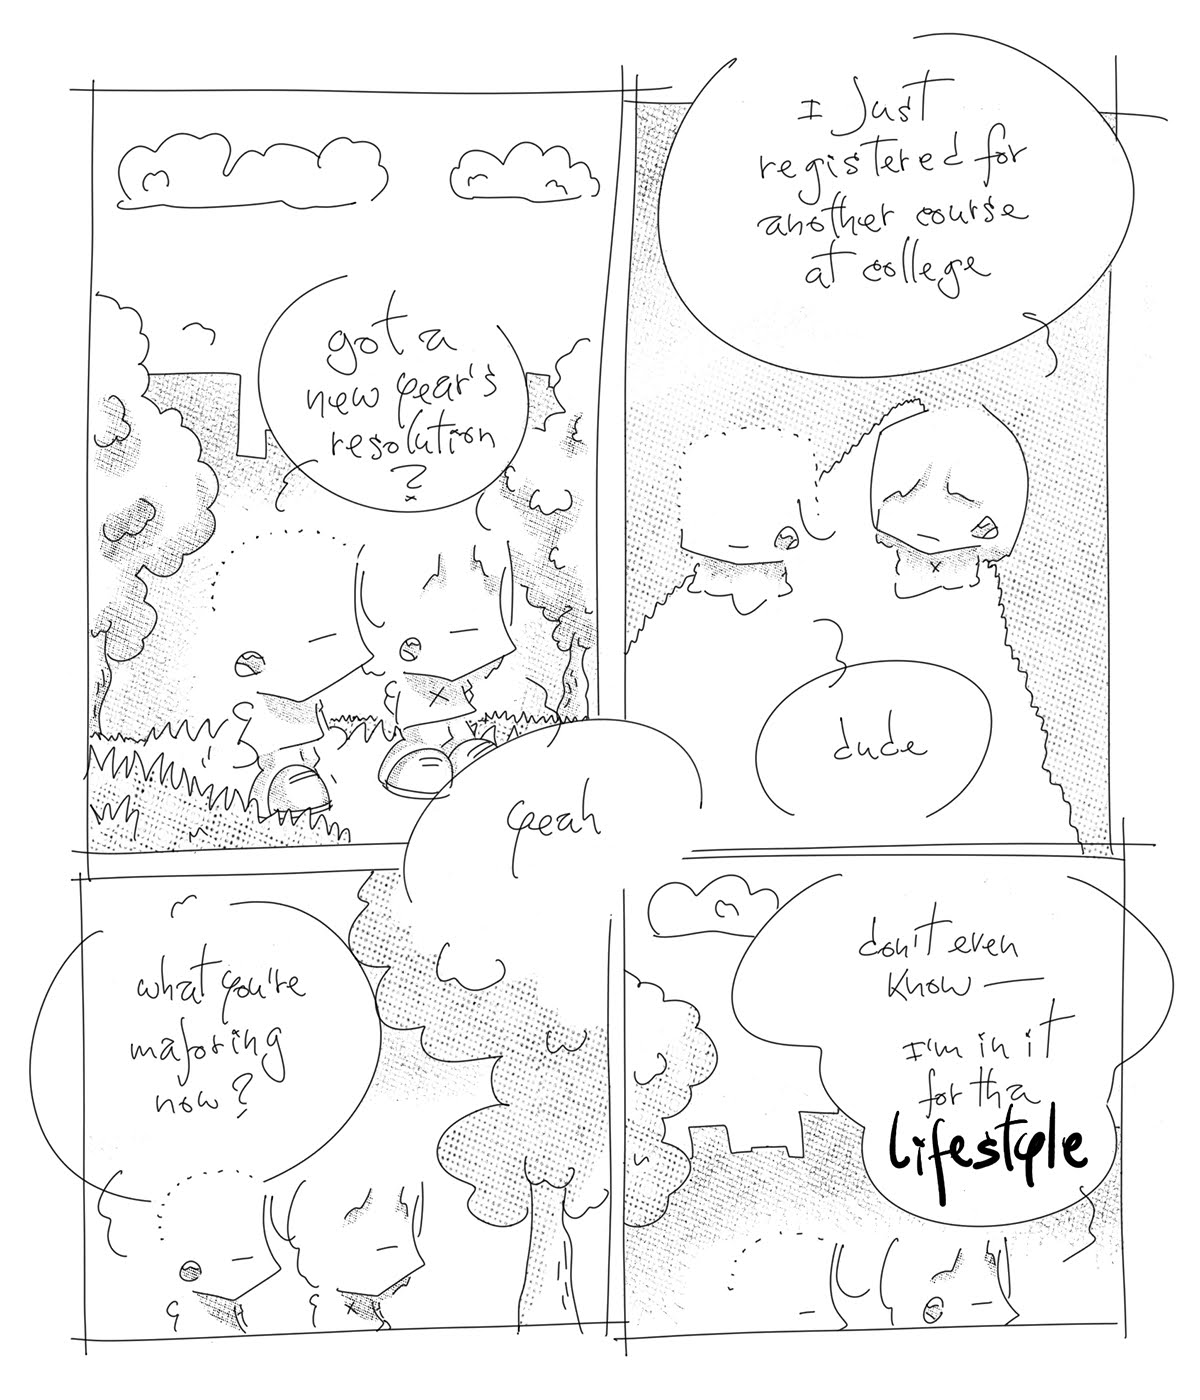 got a
new year's
resolution
?
yeah
I just
registered for
another course
at college
dude
what you're
majoring
now?
don't even
know —
I'm in it
for tha
lifestyle